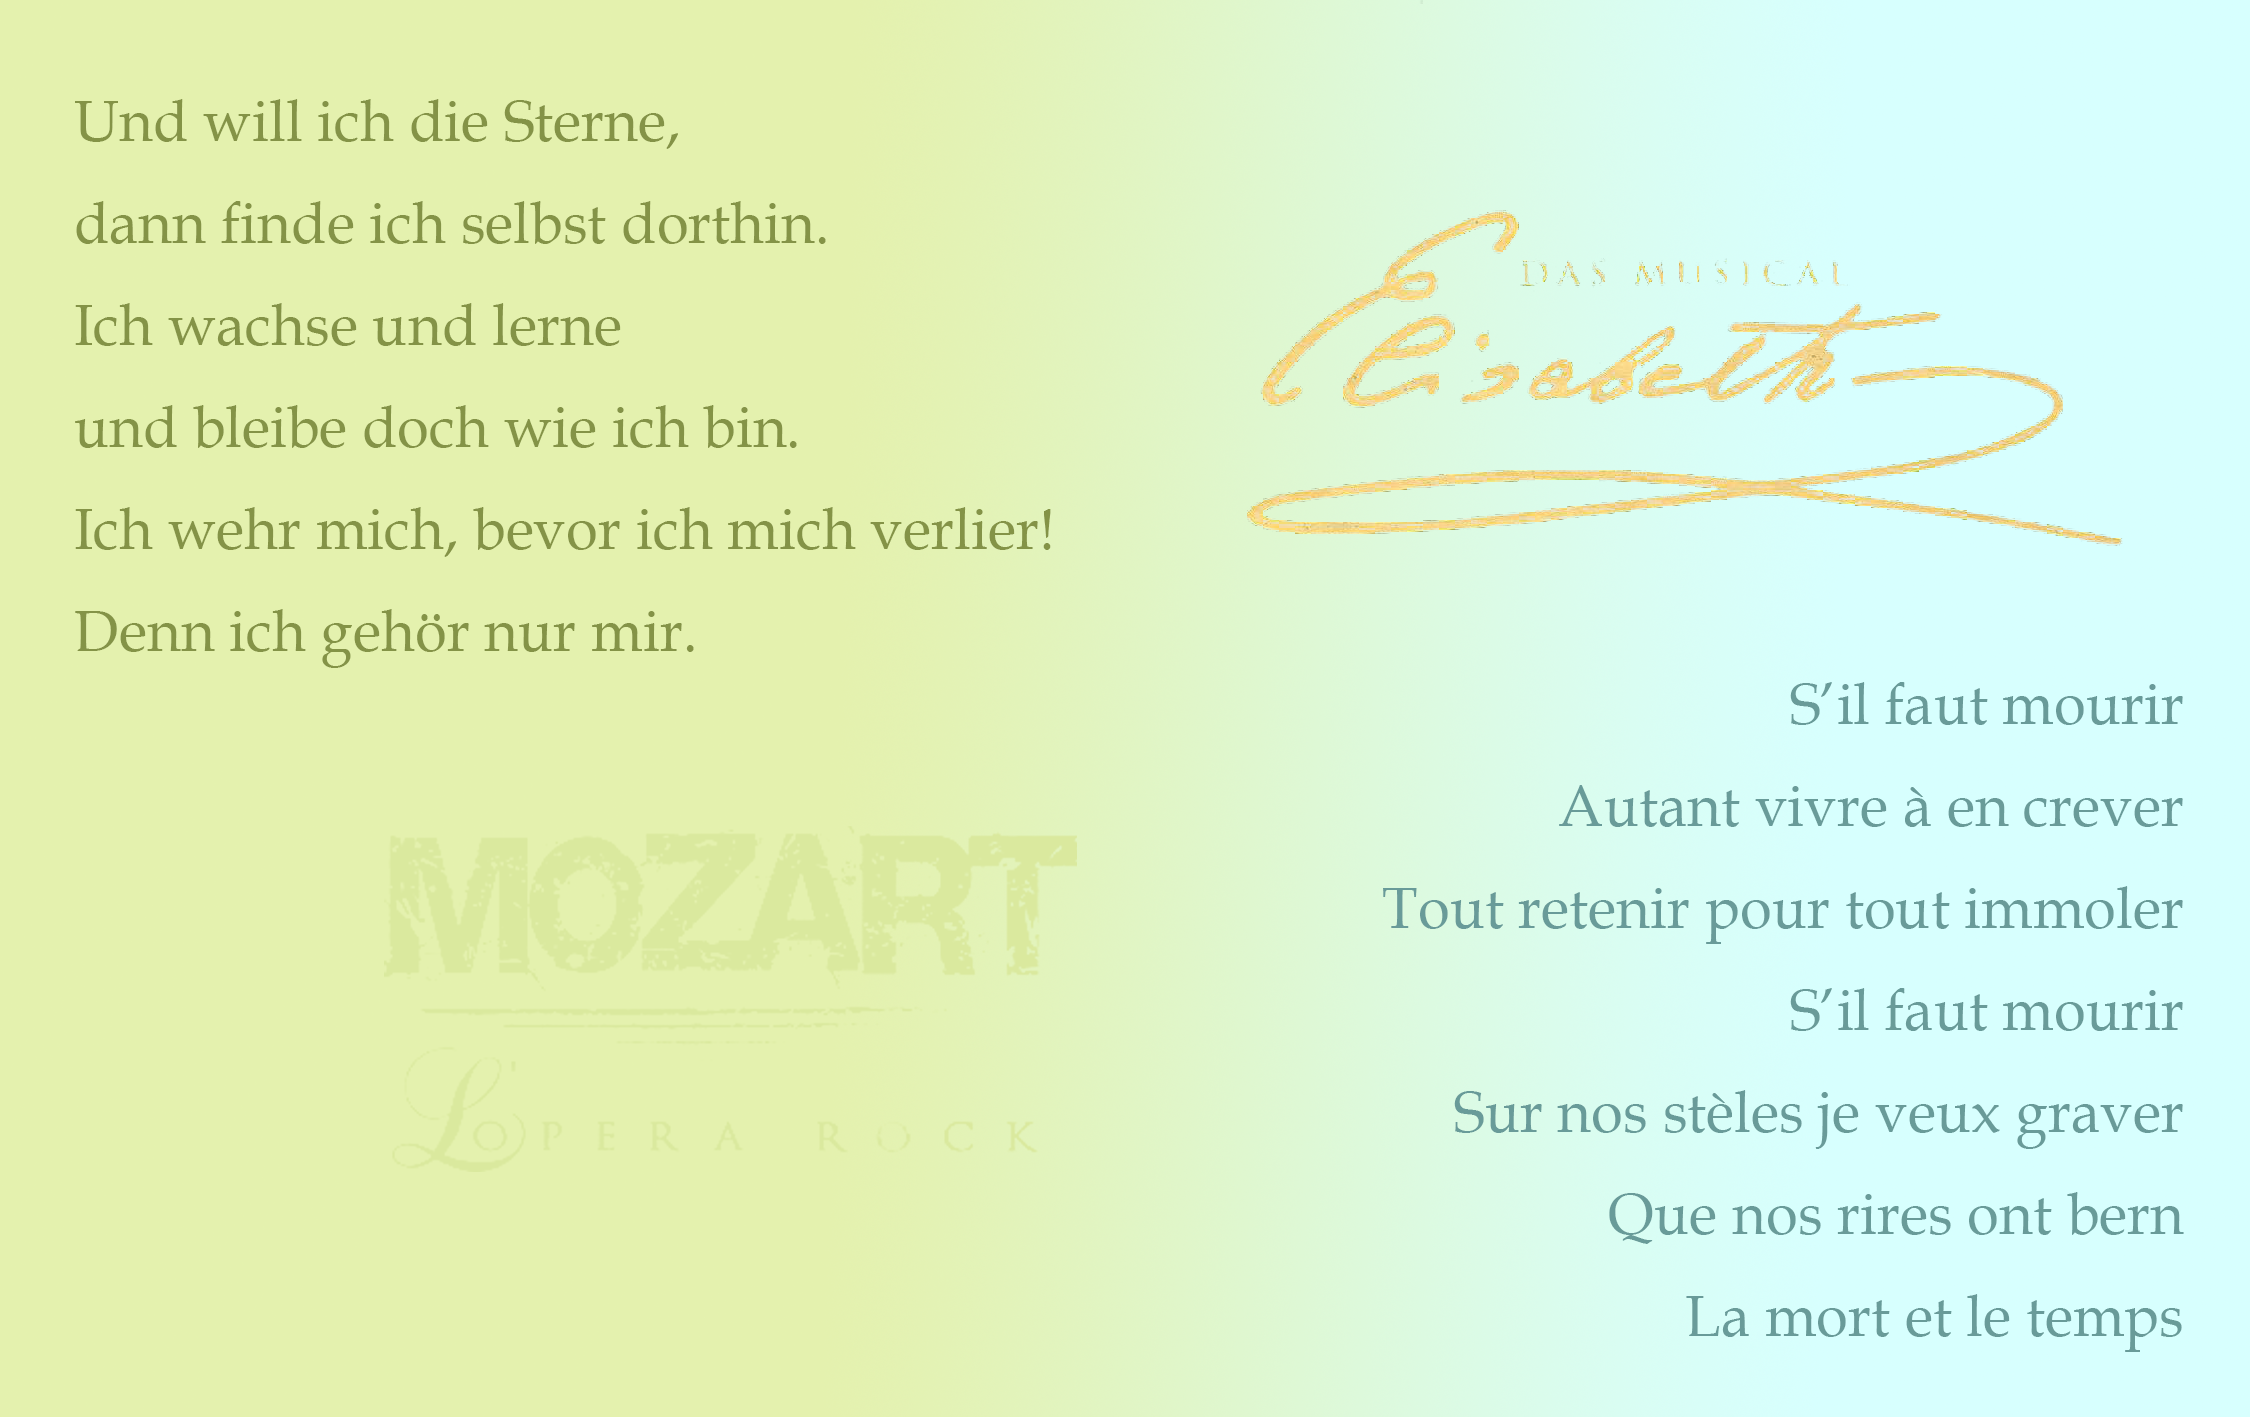 Und will ich die Sterne,
dann finde ich selbst dorthin.
Ich wachse und lerne
und bleibe doch wie ich bin.
Ich wehr mich, bevor ich mich verlier!
Denn ich gehör nur mir.
DAS MUSICAL
Elisabeth
MOZART
L'OPERA ROCK
S'il faut mourir
Autant vivre à en crever
Tout retenir pour tout immoler
S'il faut mourir
Sur nos stèles je veux graver
Que nos rires ont bern
La mort et le temps